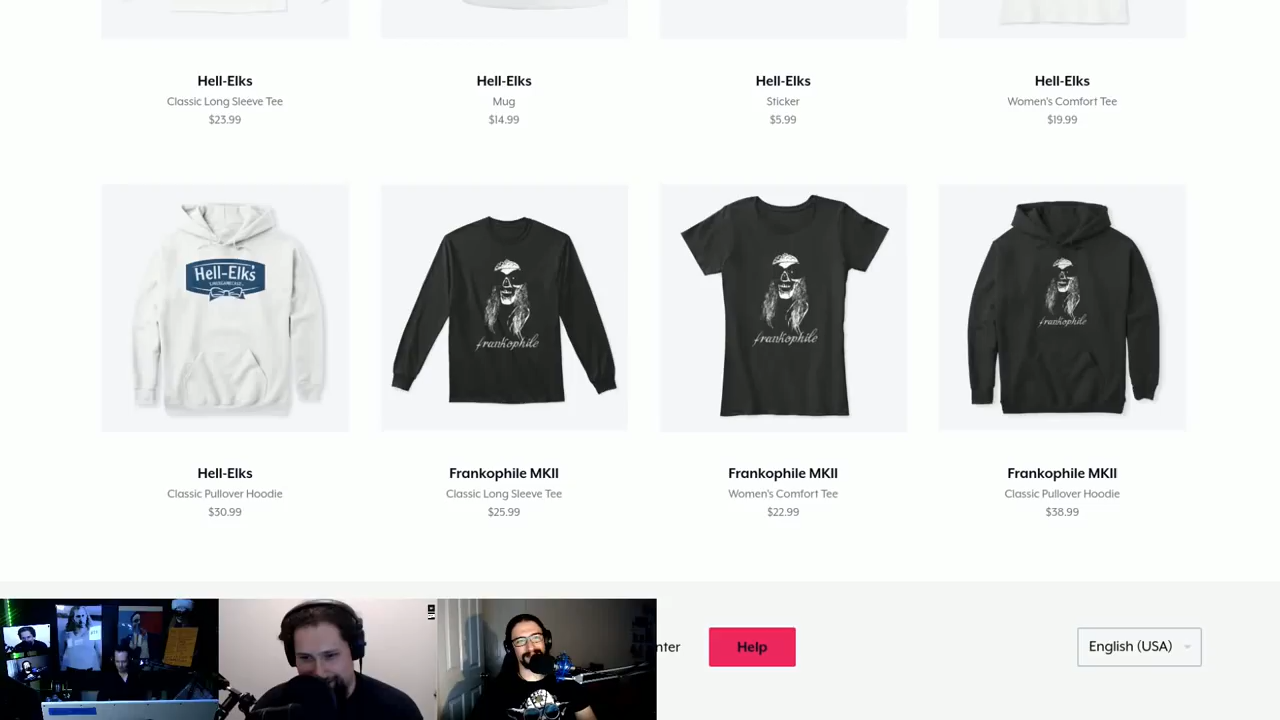 Hell-Elks
Classic Long Sleeve Tee
$23.99
Hell-Elks
Mug
$14.99
Hell-Elks
Sticker
$5.99
Hell-Elks
Women's Comfort Tee
$19.99
Hell-Elks
frankophile
frankophile
frankophile
Hell-Elks
Classic Pullover Hoodie
$30.99
Frankophile MKII
Classic Long Sleeve Tee
$25.99
Frankophile MKII
Women's Comfort Tee
$22.99
Frankophile MKII
Classic Pullover Hoodie
$38.99
nter
Help
English (USA)